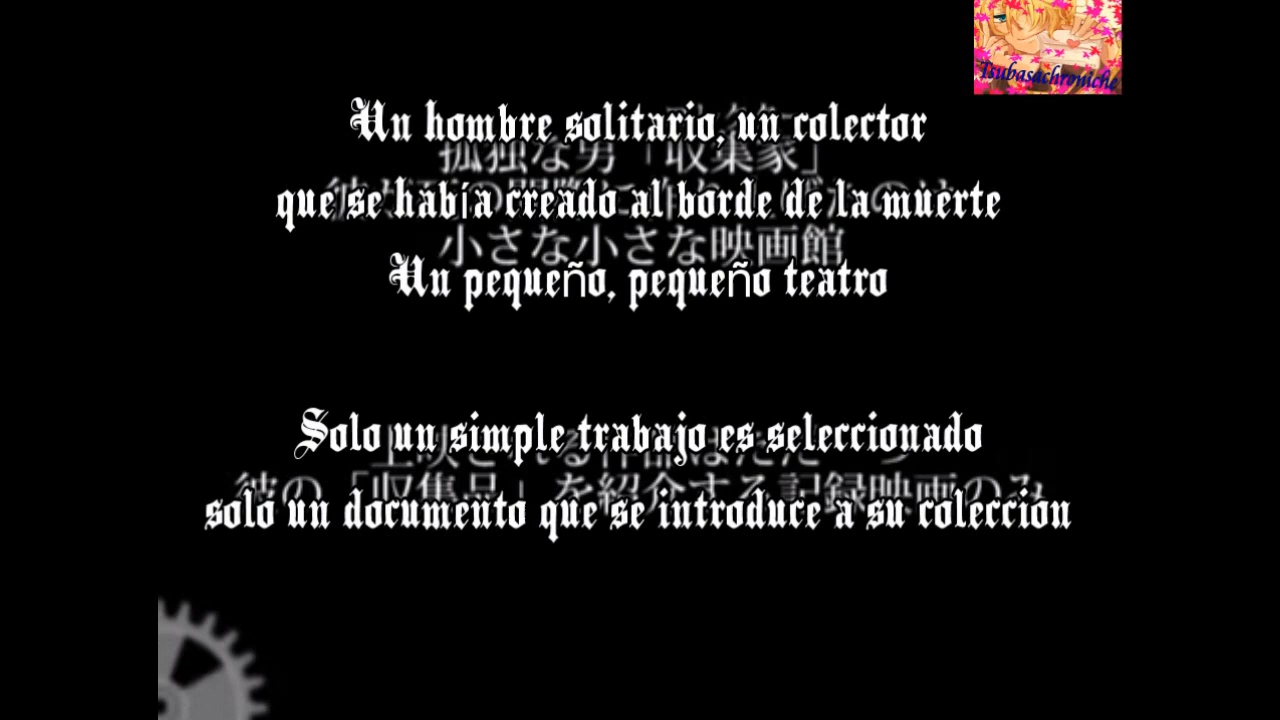 Tsubasachroniche
Un hombre solitario, un colector
孤独な男「収集家」
que se había creado al borde de la muerte
小さな小さな映画館
Un pequeño, pequeño teatro
Solo un simple trabajo es seleccionado
彼の「収集品」を紹介する記録映画のみ
solo un documento que se introduce a su coleccion